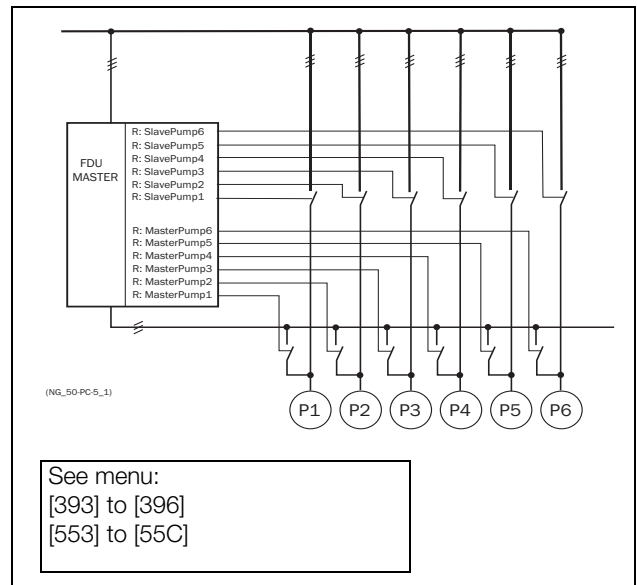 FDU
MASTER
R: SlavePump6
R: SlavePump5
R: SlavePump4
R: SlavePump3
R: SlavePump2
R: SlavePump1
R: MasterPump6
R: MasterPump5
R: MasterPump4
R: MasterPump3
R: MasterPump2
R: MasterPump1
(NG_50-PC-5_1)
P1 P2 P3 P4 P5 P6
See menu:
[393] to [396]
[553] to [55C]